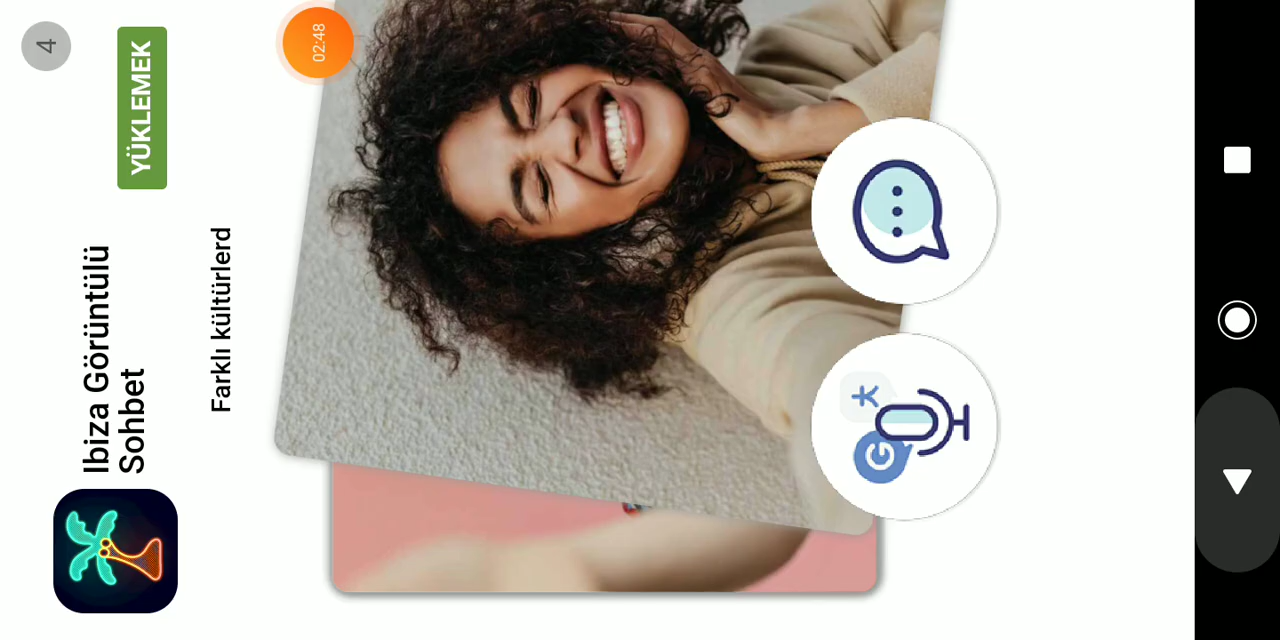 4
YÜKLEMEK
Ibiza Görüntülü
Sohbet
Farklı kültürlerd
02:48
G